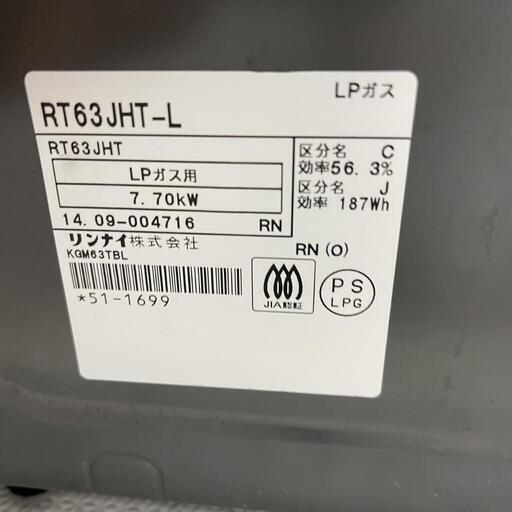 LPガス
RT63JHT-L
RT63JHT
LPガス用
7.70kW
14.09-004716 RN
リンナイ株式会社
KGM63TBL
*51-1699
区分名 C
効率56.3%
区分名 J
効率 187Wh
RN(O)
JIA認証
PS
LPG